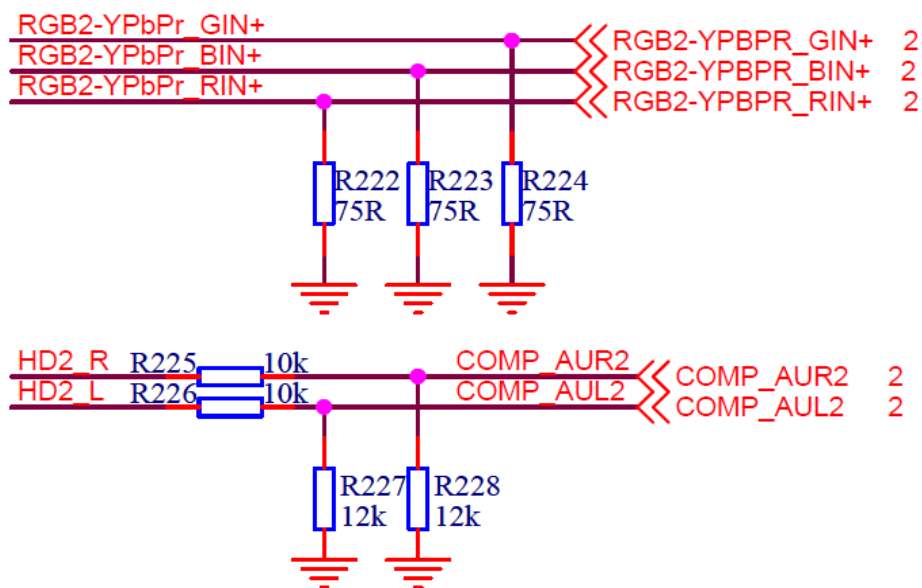 RGB2-YPbPr_GIN+
RGB2-YPBPR_GIN+ 2
RGB2-YPbPr_BIN+
RGB2-YPBPR_BIN+ 2
RGB2-YPbPr_RIN+
RGB2-YPBPR_RIN+ 2
R222 R223 R224
75R 75R 75R
HD2_R R225 10k COMP_AUR2
COMP_AUR2 2
HD2_L R226 10k COMP_AUL2
COMP_AUL2 2
R227 R228
12k 12k